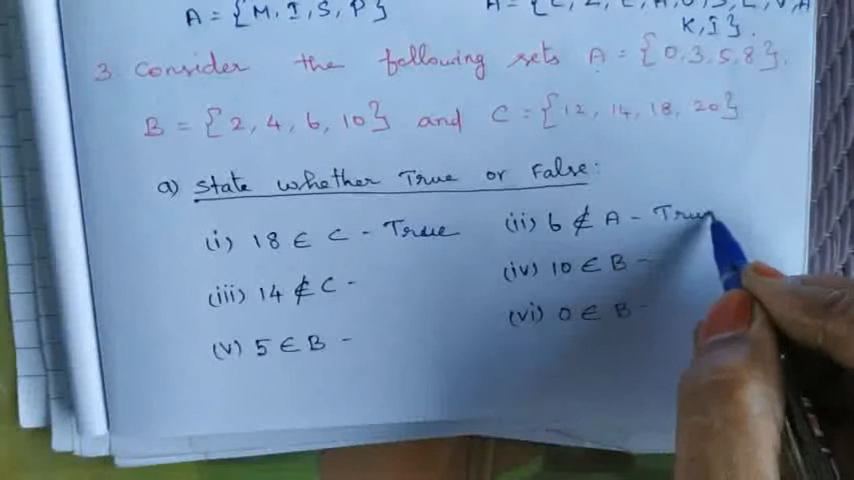 A = {M, I, S, P}
K, I}.
3 Consider the following sets A = {0, 3, 5, 8}.
B = {2, 4, 6, 10} and C = {12, 14, 18, 20}
a) State whether True or False:
(i) 18 ∈ C - True (ii) 6 ∉ A - Tru
(iii) 14 ∉ C - (iv) 10 ∈ B -
(v) 5 ∈ B - (vi) 0 ∈ B -